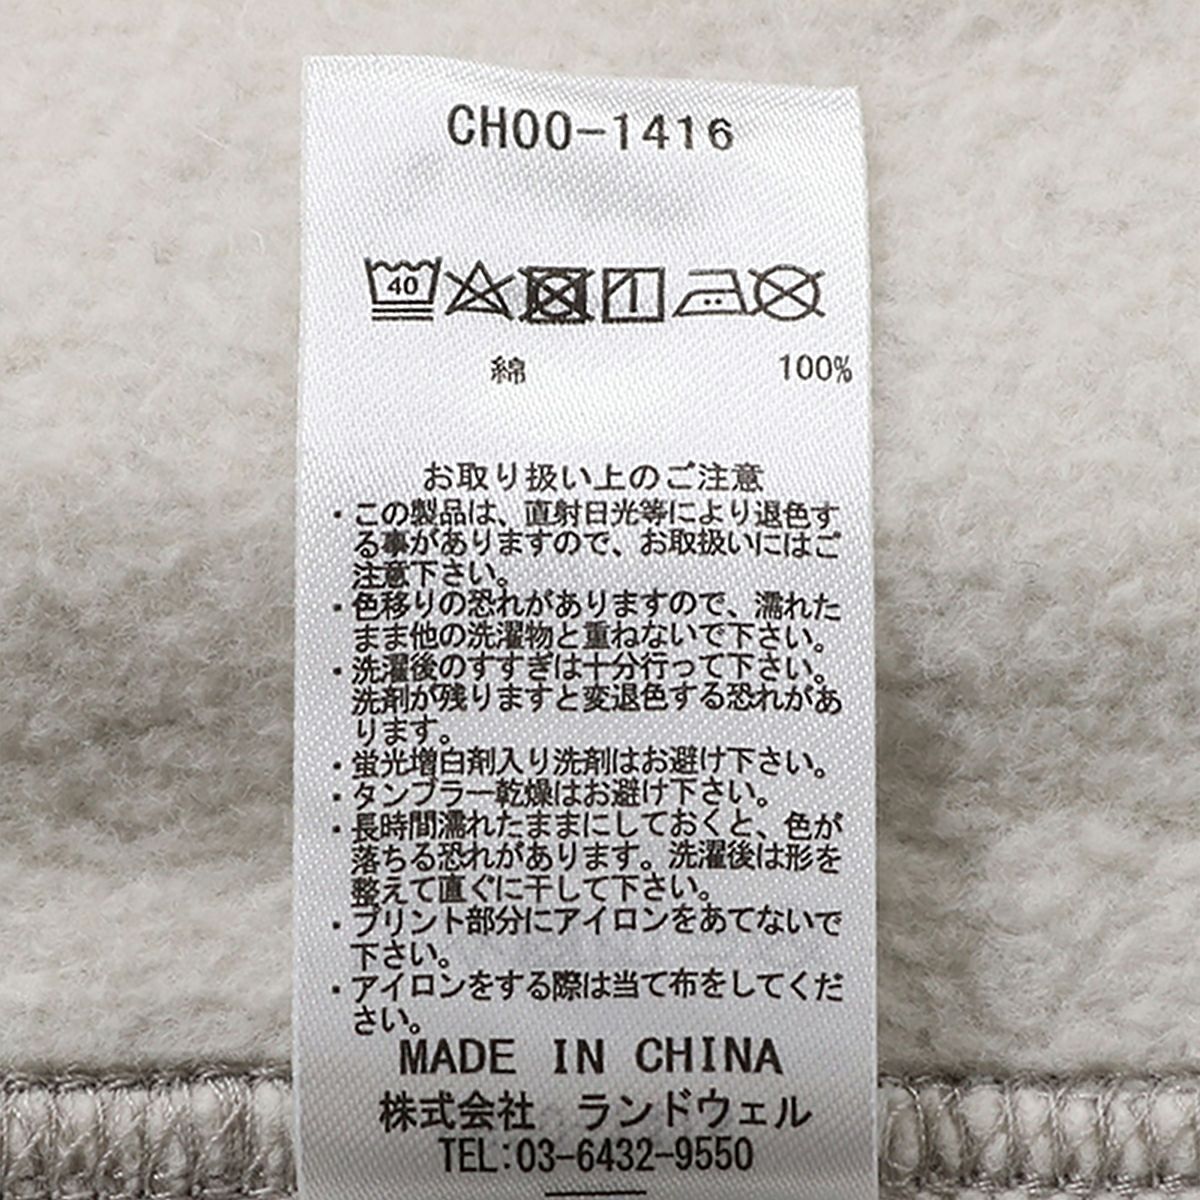 CH00-1416
40
綿 100%
お取り扱い上のご注意
・この製品は、直射日光等により退色す
る事がありますので、お取扱いにはご
注意下さい。
・色移りの恐れがありますので、濡れた
まま他の洗濯物と重ねないで下さい。
・洗濯後のすすぎは十分行って下さい。
洗剤が残りますと変退色する恐れがあ
ります。
・蛍光増白剤入り洗剤はお避け下さい。
・タンブラー乾燥はお避け下さい。
・長時間濡れたままにしておくと、色が
落ちる恐れがあります。洗濯後は形を
整えて直ぐに干して下さい。
・プリント部分にアイロンをあてないで
下さい。
・アイロンをする際は当て布をしてくだ
さい。
MADE IN CHINA
株式会社 ランドウェル
TEL:03-6432-9550